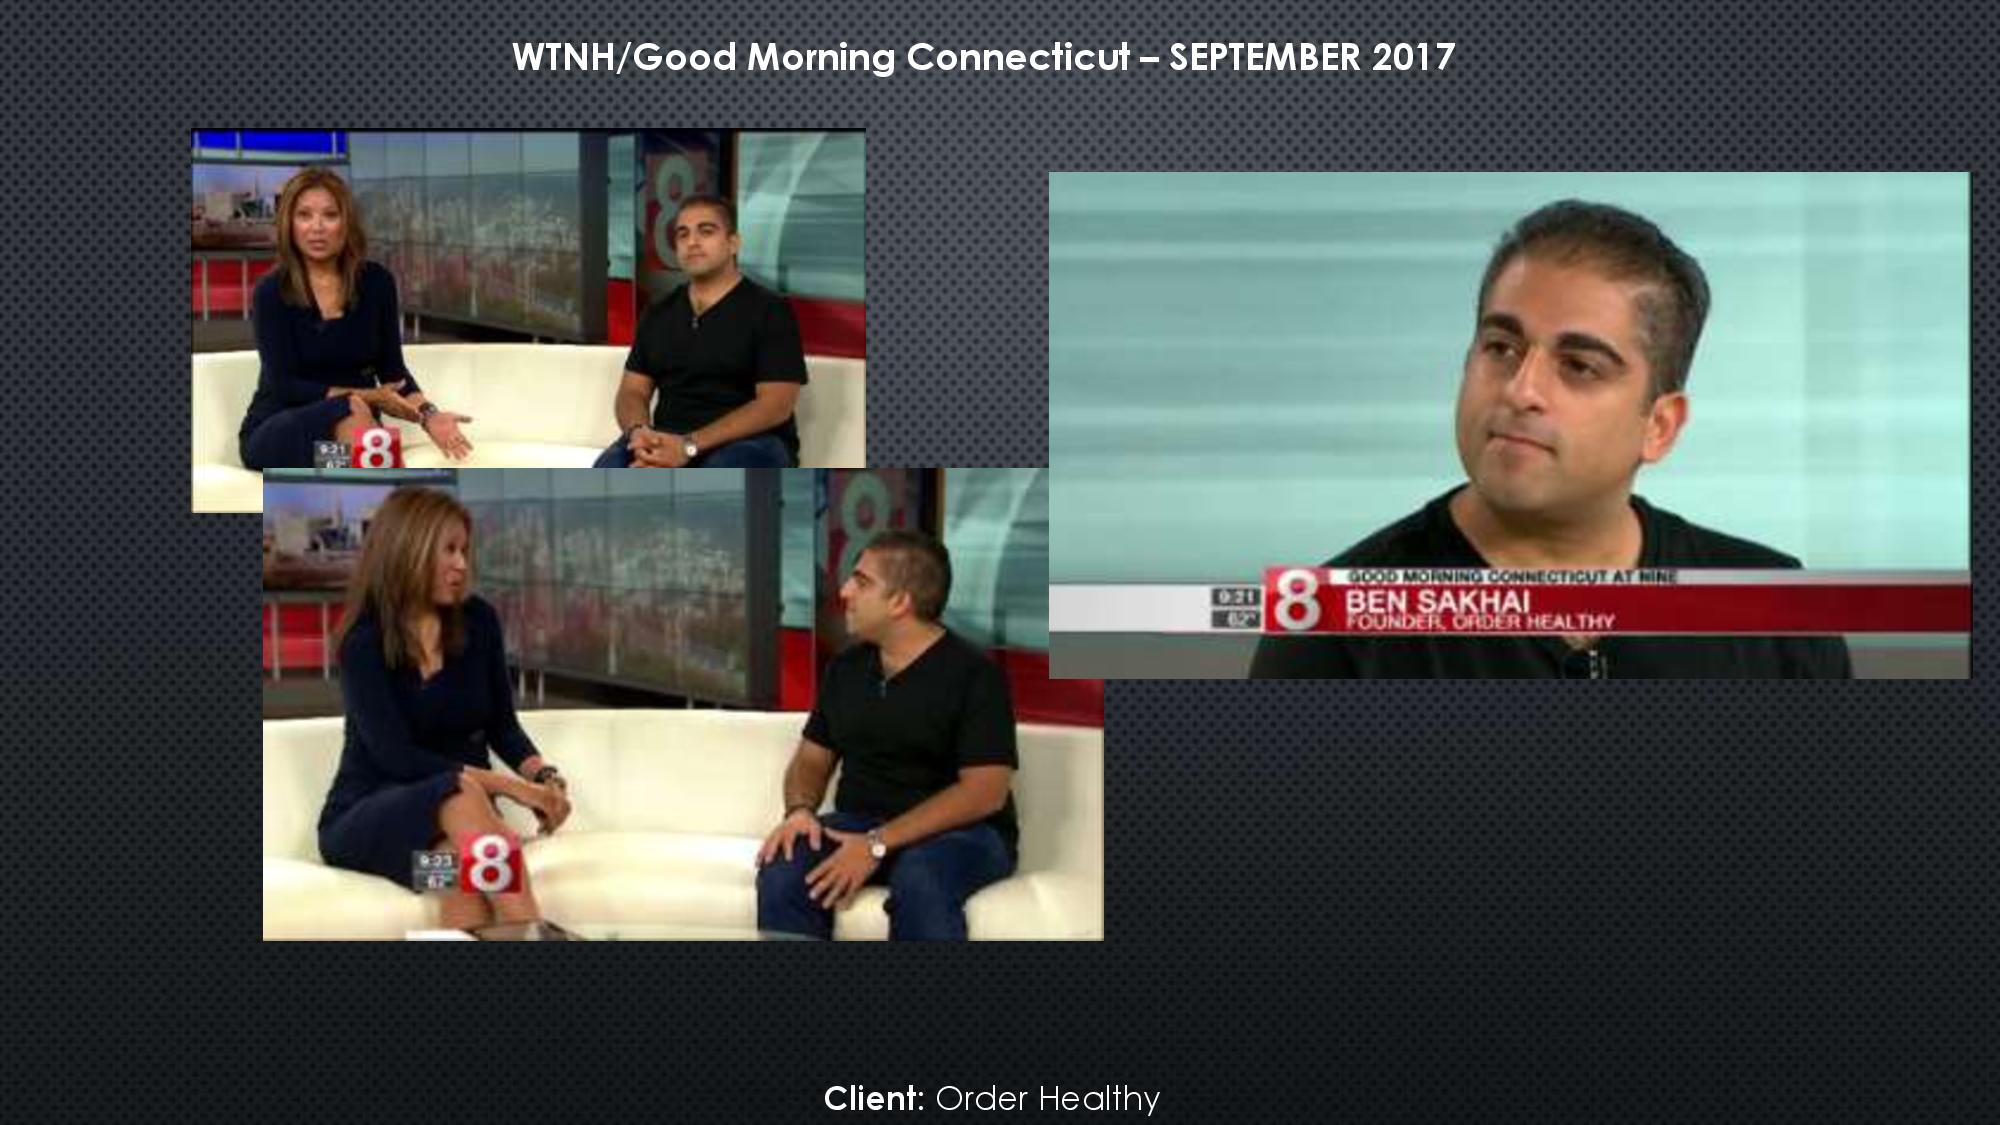 WTNH/Good Morning Connecticut – SEPTEMBER 2017
8
9:21
62°
8
8
9:23
62°
8
GOOD MORNING CONNECTICUT AT NINE
9:21
62°
8
BEN SAKHAI
FOUNDER, ORDER HEALTHY
Client: Order Healthy